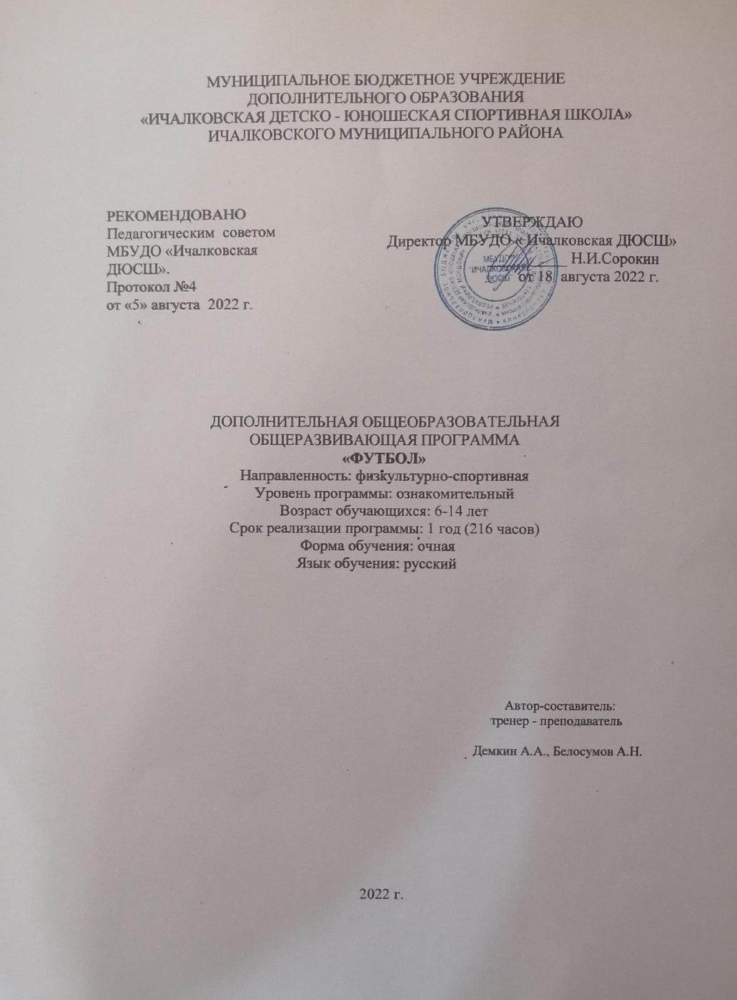 МУНИЦИПАЛЬНОЕ БЮДЖЕТНОЕ УЧРЕЖДЕНИЕ
ДОПОЛНИТЕЛЬНОГО ОБРАЗОВАНИЯ
«ИЧАЛКОВСКАЯ ДЕТСКО - ЮНОШЕСКАЯ СПОРТИВНАЯ ШКОЛА»
ИЧАЛКОВСКОГО МУНИЦИПАЛЬНОГО РАЙОНА
РЕКОМЕНДОВАНО
Педагогическим советом
МБУДО «Ичалковская
ДЮСШ».
Протокол №4
от «5» августа 2022 г.
УТВЕРЖДАЮ
Директор МБУДО « Ичалковская ДЮСШ»
Н.И.Сорокин
от 18 августа 2022 г.
МБУДО
"ИЧАЛКОВСКАЯ
ДЮСШ"
ДОПОЛНИТЕЛЬНАЯ ОБЩЕОБРАЗОВАТЕЛЬНАЯ
ОБЩЕРАЗВИВАЮЩАЯ ПРОГРАММА
«ФУТБОЛ»
Направленность: физкультурно-спортивная
Уровень программы: ознакомительный
Возраст обучающихся: 6-14 лет
Срок реализации программы: 1 год (216 часов)
Форма обучения: очная
Язык обучения: русский
Автор-составитель:
тренер - преподаватель
Демкин А.А., Белосумов А.Н.
2022 г.